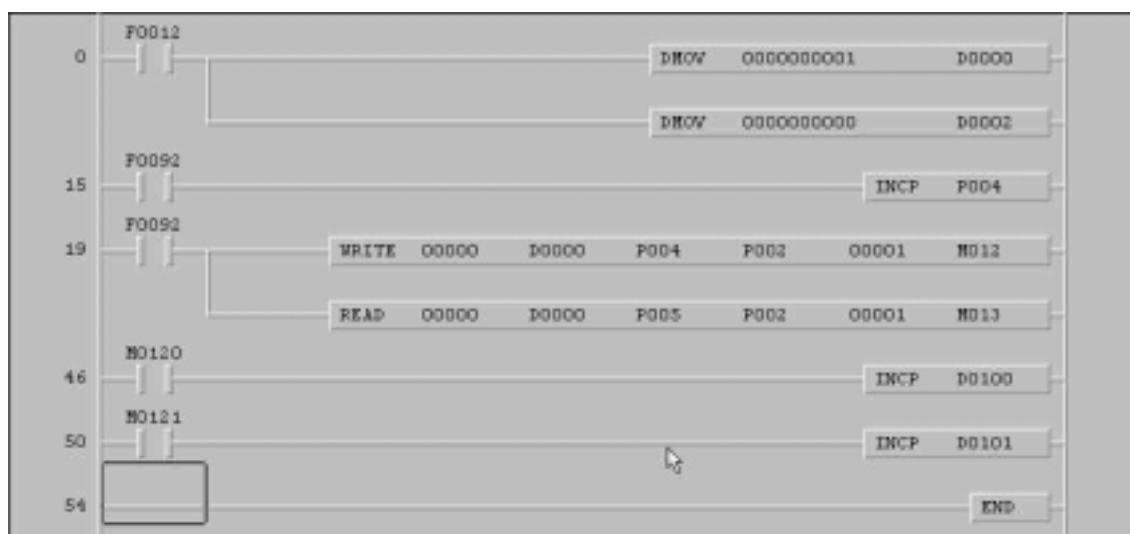 F0012
0 DMOV 0000000001 D0000
DMOV 0000000000 D0002
F0092
15 INCP P004
F0092
19 WRITE 00000 D0000 P004 P002 00001 M012
READ 00000 D0000 P005 P002 00001 M013
M0120
46 INCP D0100
M0121
50 INCP D0101
54 END